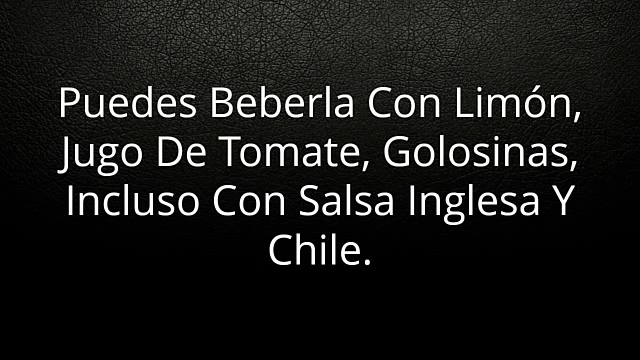 Puedes Beberla Con Limón,
Jugo De Tomate, Golosinas,
Incluso Con Salsa Inglesa Y
Chile.